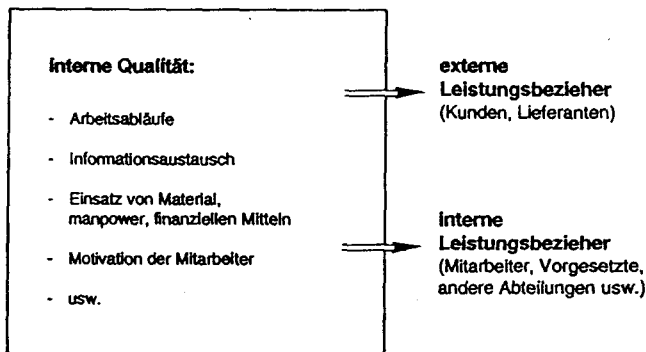 interne Qualität:
- Arbeitsabläufe
- Informationsaustausch
- Einsatz von Material,
manpower, finanziellen Mitteln
- Motivation der Mitarbeiter
- usw.
externe
Leistungsbezieher
(Kunden, Lieferanten)
interne
Leistungsbezieher
(Mitarbeiter, Vorgesetzte,
andere Abteilungen usw.)